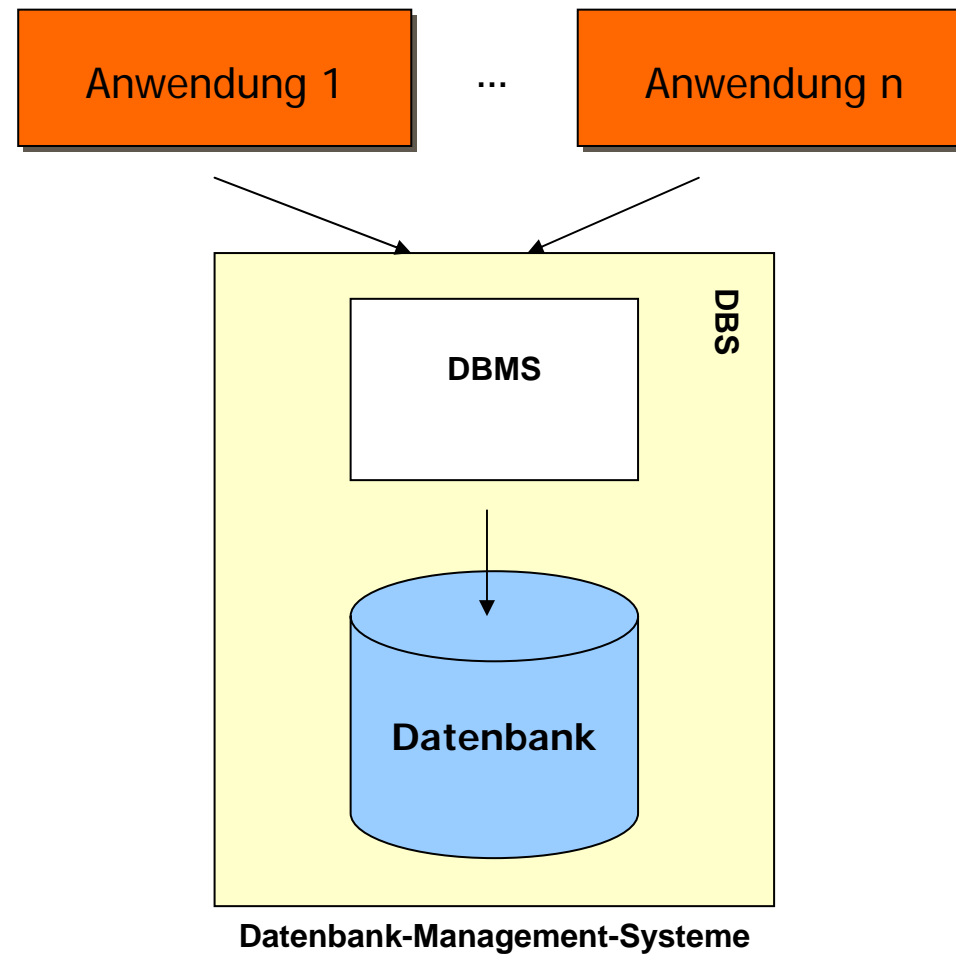 Anwendung 1
...
Anwendung n
DBS
DBMS
Datenbank
Datenbank-Management-Systeme